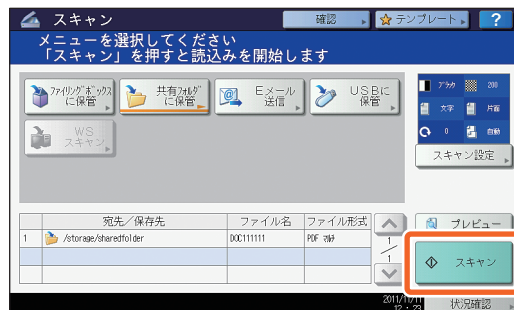 スキャン 確認 テンプレート ?
メニューを選択してください
「スキャン」を押すと読込みを開始します
ファイリングボックス
に保管
共有フォルダ
に保管
Eメール
送信
USBに
保管
WS
スキャン
ブラック 200
文字 片面
0 自動
スキャン設定
宛先/保存先 ファイル名 ファイル形式
1 /storage/sharedfolder DOC111111 PDF マルチ
1
/
1
プレビュー
スキャン
2011/11/11
12:23
状況確認